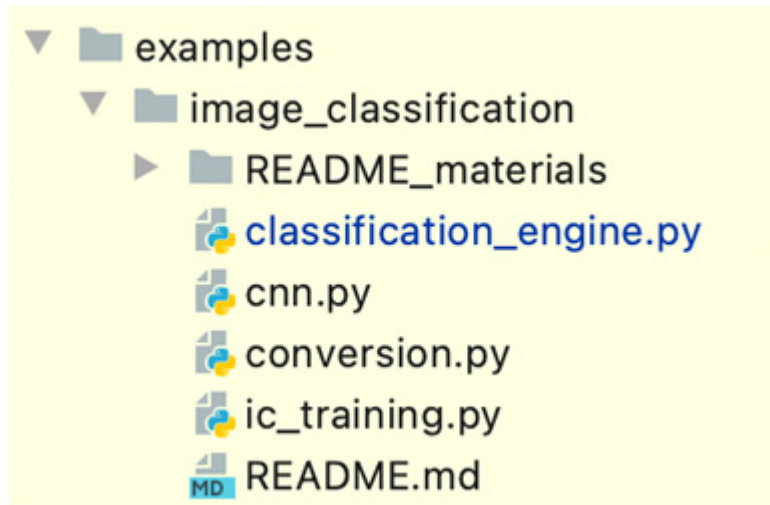 examples
image_classification
README_materials
classification_engine.py
cnn.py
conversion.py
ic_training.py
MD README.md